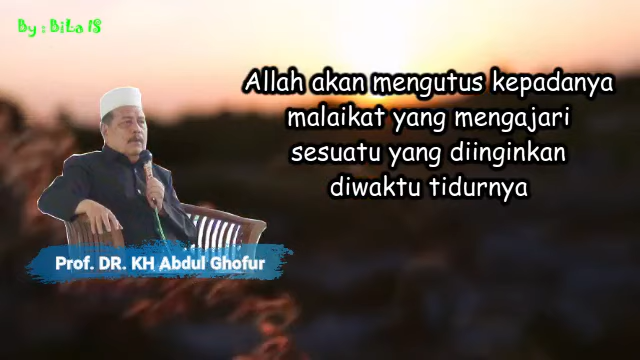 By : BiLa 18
Allah akan mengutus kepadanya
malaikat yang mengajari
sesuatu yang diinginkan
diwaktu tidurnya
Prof. DR. KH Abdul Ghofur